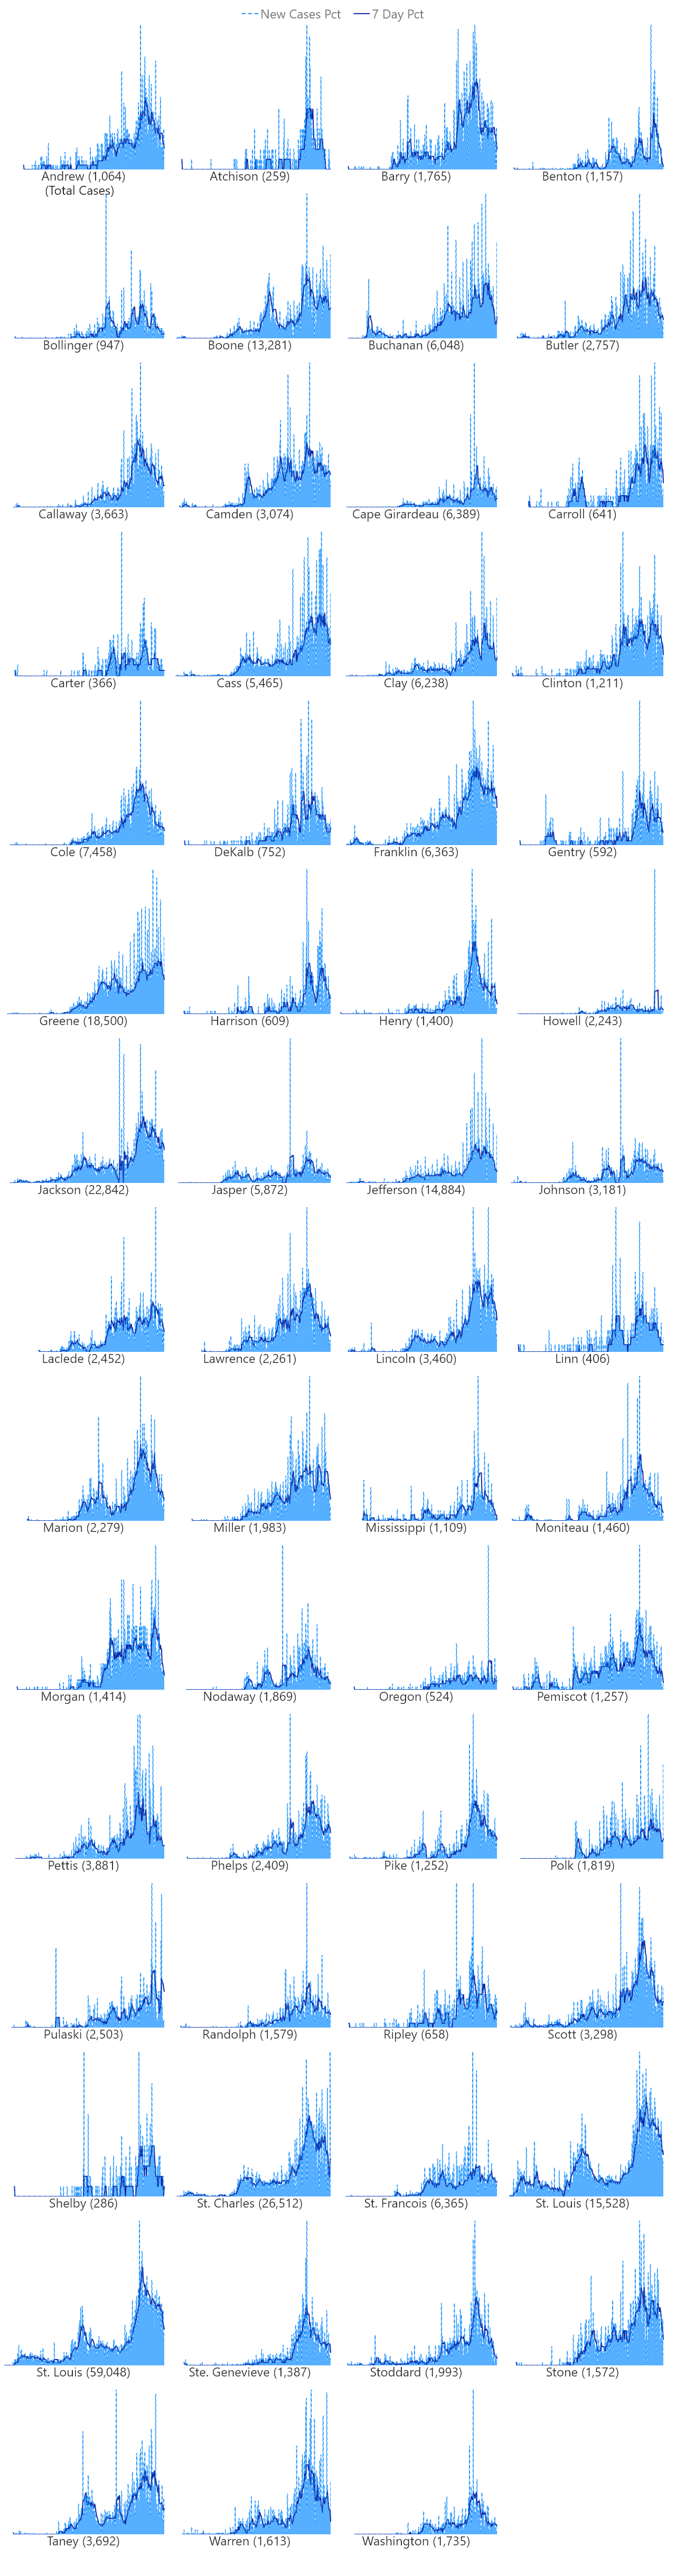 New Cases Pct 7 Day Pct
Andrew (1,064) Atchison (259) Barry (1,765) Benton (1,157)
(Total Cases)
Bollinger (947) Boone (13,281) Buchanan (6,048) Butler (2,757)
Callaway (3,663) Camden (3,074) Cape Girardeau (6,389) Carroll (641)
Carter (366) Cass (5,465) Clay (6,238) Clinton (1,211)
Cole (7,458) DeKalb (752) Franklin (6,363) Gentry (592)
Greene (18,500) Harrison (609) Henry (1,400) Howell (2,243)
Jackson (22,842) Jasper (5,872) Jefferson (14,884) Johnson (3,181)
Laclede (2,452) Lawrence (2,261) Lincoln (3,460) Linn (406)
Marion (2,279) Miller (1,983) Mississippi (1,109) Moniteau (1,460)
Morgan (1,414) Nodaway (1,869) Oregon (524) Pemiscot (1,257)
Pettis (3,881) Phelps (2,409) Pike (1,252) Polk (1,819)
Pulaski (2,503) Randolph (1,579) Ripley (658) Scott (3,298)
Shelby (286) St. Charles (26,512) St. Francois (6,365) St. Louis (15,528)
St. Louis (59,048) Ste. Genevieve (1,387) Stoddard (1,993) Stone (1,572)
Taney (3,692) Warren (1,613) Washington (1,735)